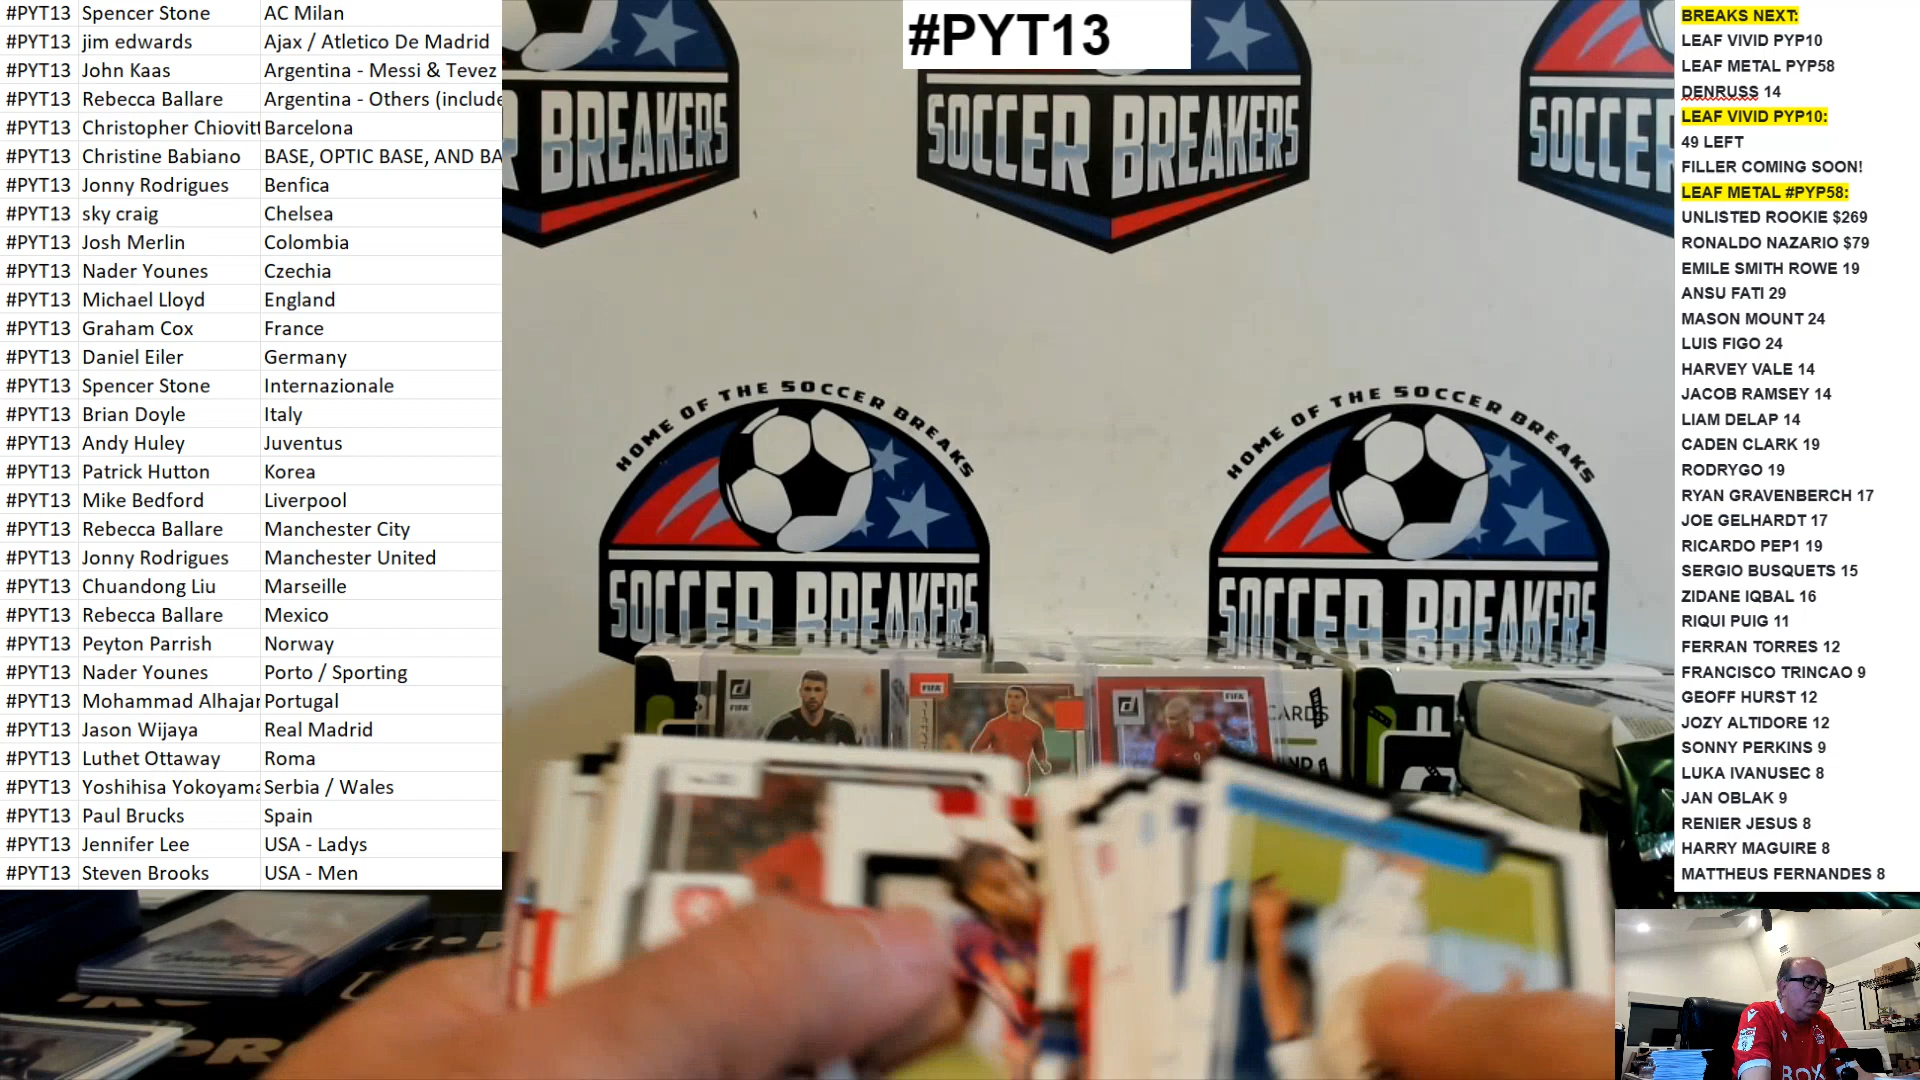 #PYT13 Spencer Stone AC Milan
#PYT13 jim edwards Ajax / Atletico De Madrid
#PYT13 John Kaas Argentina - Messi & Tevez
#PYT13 Rebecca Ballare Argentina - Others (include
#PYT13 Christopher Chiovitt Barcelona
#PYT13 Christine Babiano BASE, OPTIC BASE, AND BA
#PYT13 Jonny Rodrigues Benfica
#PYT13 sky craig Chelsea
#PYT13 Josh Merlin Colombia
#PYT13 Nader Younes Czechia
#PYT13 Michael Lloyd England
#PYT13 Graham Cox France
#PYT13 Daniel Eiler Germany
#PYT13 Spencer Stone Internazionale
#PYT13 Brian Doyle Italy
#PYT13 Andy Huley Juventus
#PYT13 Patrick Hutton Korea
#PYT13 Mike Bedford Liverpool
#PYT13 Rebecca Ballare Manchester City
#PYT13 Jonny Rodrigues Manchester United
#PYT13 Chuandong Liu Marseille
#PYT13 Rebecca Ballare Mexico
#PYT13 Peyton Parrish Norway
#PYT13 Nader Younes Porto / Sporting
#PYT13 Mohammad Alhajar Portugal
#PYT13 Jason Wijaya Real Madrid
#PYT13 Luthet Ottaway Roma
#PYT13 Yoshihisa Yokoyama Serbia / Wales
#PYT13 Paul Brucks Spain
#PYT13 Jennifer Lee USA - Ladys
#PYT13 Steven Brooks USA - Men
#PYT13
R BREAKERS
SOCCER BREAKERS
SOCCER
HOME OF THE SOCCER BREAKS
SOCCER BREAKERS
HOME OF THE SOCCER BREAKS
SOCCER BREAKERS
FIFA
FIFA
FIFA
CARDS
BREAKS NEXT:
LEAF VIVID PYP10
LEAF METAL PYP58
DENRUSS 14
LEAF VIVID PYP10:
49 LEFT
FILLER COMING SOON!
LEAF METAL #PYP58:
UNLISTED ROOKIE $269
RONALDO NAZARIO $79
EMILE SMITH ROWE 19
ANSU FATI 29
MASON MOUNT 24
LUIS FIGO 24
HARVEY VALE 14
JACOB RAMSEY 14
LIAM DELAP 14
CADEN CLARK 19
RODRYGO 19
RYAN GRAVENBERCH 17
JOE GELHARDT 17
RICARDO PEP1 19
SERGIO BUSQUETS 15
ZIDANE IQBAL 16
RIQUI PUIG 11
FERRAN TORRES 12
FRANCISCO TRINCAO 9
GEOFF HURST 12
JOZY ALTIDORE 12
SONNY PERKINS 9
LUKA IVANUSEC 8
JAN OBLAK 9
RENIER JESUS 8
HARRY MAGUIRE 8
MATTHEUS FERNANDES 8